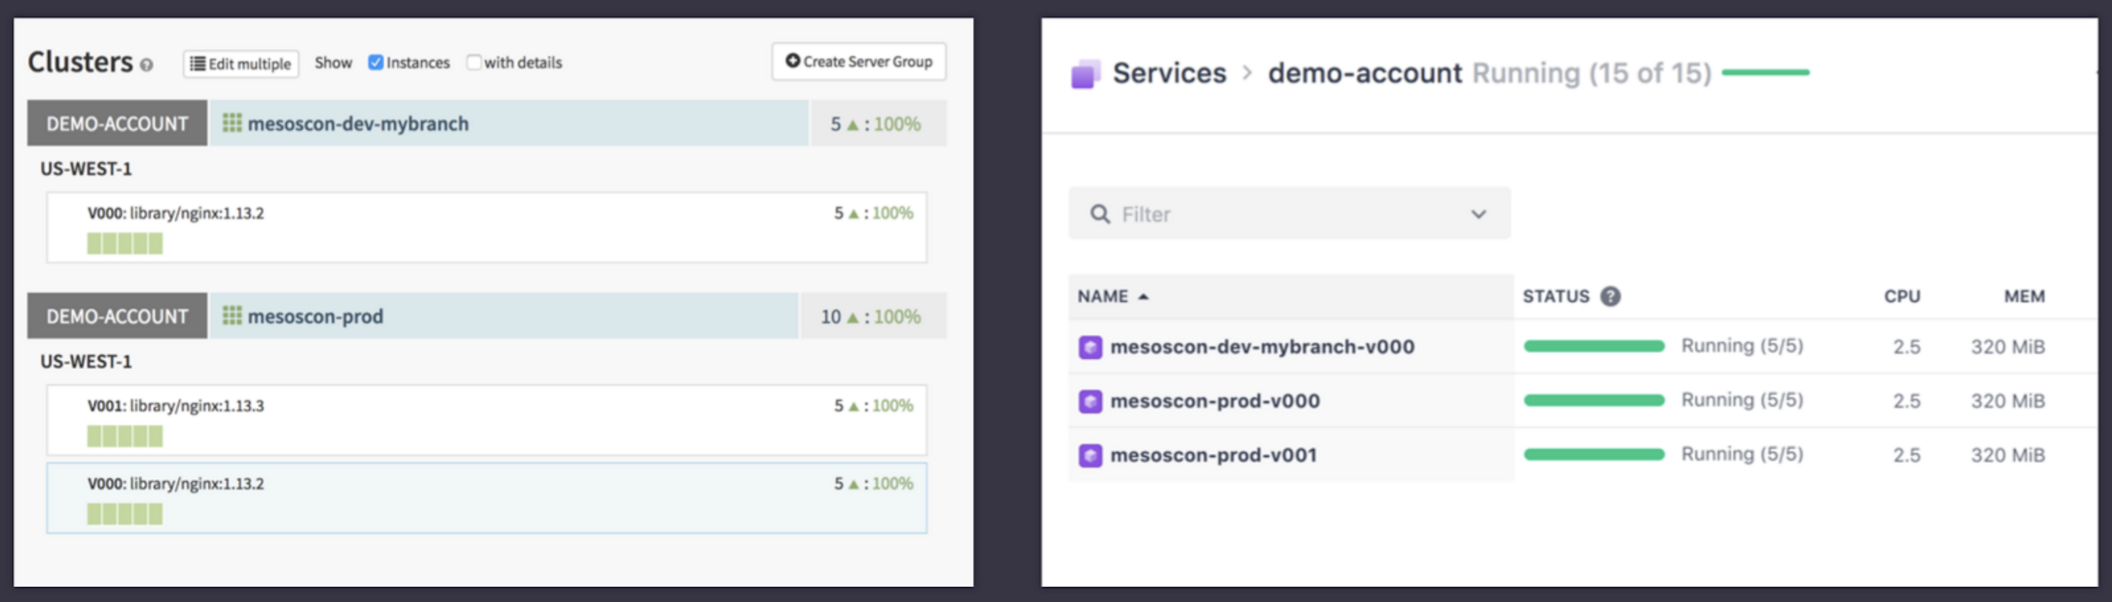 Clusters
Edit multiple
Show
Instances
with details
Create Server Group
DEMO-ACCOUNT
mesoscon-dev-mybranch
5 ▲ : 100%
US-WEST-1
V000: library/nginx:1.13.2
5 ▲ : 100%
DEMO-ACCOUNT
mesoscon-prod
10 ▲ : 100%
US-WEST-1
V001: library/nginx:1.13.3
5 ▲ : 100%
V000: library/nginx:1.13.2
5 ▲ : 100%
Services > demo-account Running (15 of 15)
Filter
NAME STATUS CPU MEM
mesoscon-dev-mybranch-v000 Running (5/5) 2.5 320 MiB
mesoscon-prod-v000 Running (5/5) 2.5 320 MiB
mesoscon-prod-v001 Running (5/5) 2.5 320 MiB